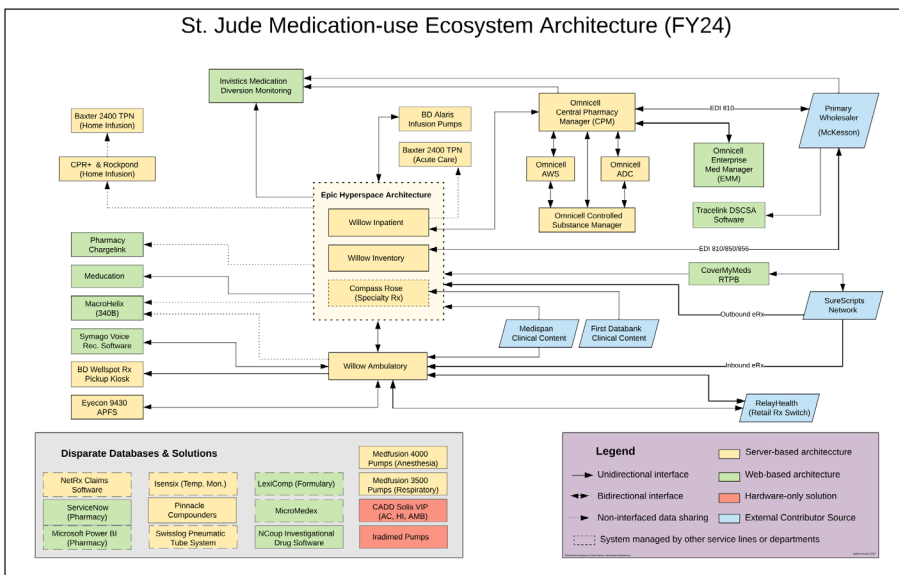 St. Jude Medication-use Ecosystem Architecture (FY24)
Invistics Medication
Diversion Monitoring
Baxter 2400 TPN
(Home Infusion)
CPR+ & Rockpond
(Home Infusion)
BD Alaris
Infusion Pumps
Baxter 2400 TPN
(Acute Care)
Omnicell
Central Pharmacy
Manager (CPM)
EDI 810
Primary
Wholesaler
(McKesson)
Omnicell
AWS
Omnicell
ADC
Omnicell
Enterprise
Med Manager
(EMM)
Omnicell Controlled
Substance Manager
Tracelink DSCSA
Software
Epic Hyperspace Architecture
Willow Inpatient
Willow Inventory
Compass Rose
(Specialty Rx)
EDI 810/850/856
Pharmacy
Chargelink
Meducation
MacroHelix
(340B)
Symago Voice
Rec. Software
BD Wellspot Rx
Pickup Kiosk
Eyecon 9430
APFS
CoverMyMeds
RTPB
SureScripts
Network
Outbound eRx
Medispan
Clinical Content
First Databank
Clinical Content
Willow Ambulatory
Inbound eRx
RelayHealth
(Retail Rx Switch)
Disparate Databases & Solutions
NetRx Claims
Software
ServiceNow
(Pharmacy)
Microsoft Power BI
(Pharmacy)
Isensix (Temp. Mon.)
Pinnacle
Compounders
Swisslog Pneumatic
Tube System
LexiComp (Formulary)
MicroMedex
NCoup Investigational
Drug Software
Medfusion 4000
Pumps (Anesthesia)
Medfusion 3500
Pumps (Respiratory)
CADD Solis VIP
(AC, HI, AMB)
Iradimed Pumps
Legend
Unidirectional interface
Bidirectional interface
Non-interfaced data sharing
System managed by other service lines or departments
Server-based architecture
Web-based architecture
Hardware-only solution
External Contributor Source